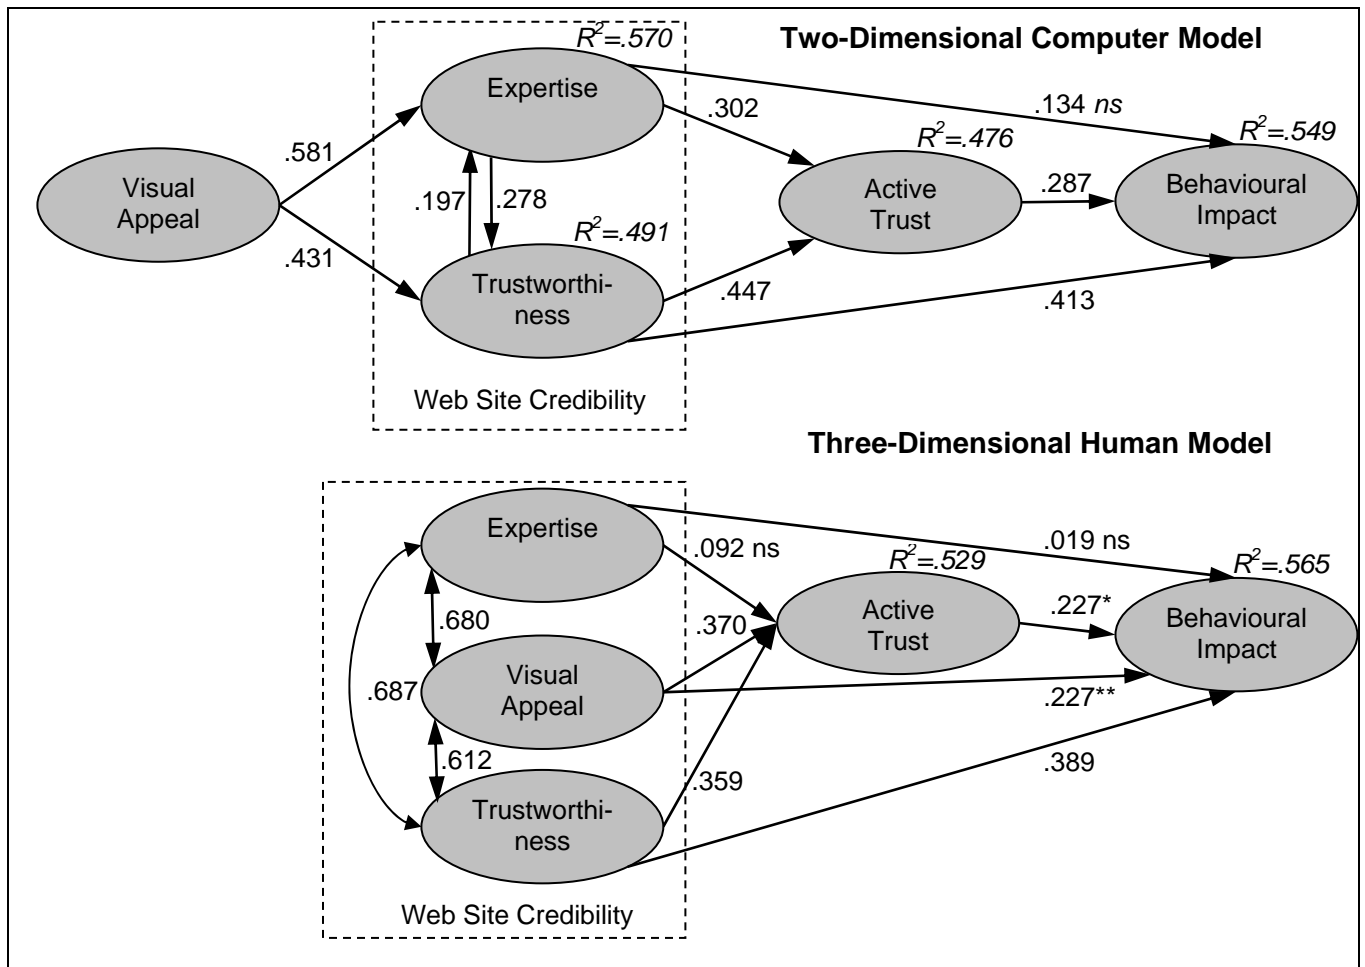 Two-Dimensional Computer Model
R²=.570
Expertise
.134 ns
.302
R²=.476
R²=.549
.581
Visual
Appeal
.197
.278
Active
Trust
.287
Behavioural
Impact
.431
R²=.491
Trustworthi-
ness
.447
.413
Web Site Credibility
Three-Dimensional Human Model
Expertise
.092 ns
.019 ns
R²=.529
R²=.565
.680
.370
Active
Trust
.227*
Behavioural
Impact
.687
Visual
Appeal
.227**
.612
.359
.389
Trustworthi-
ness
Web Site Credibility